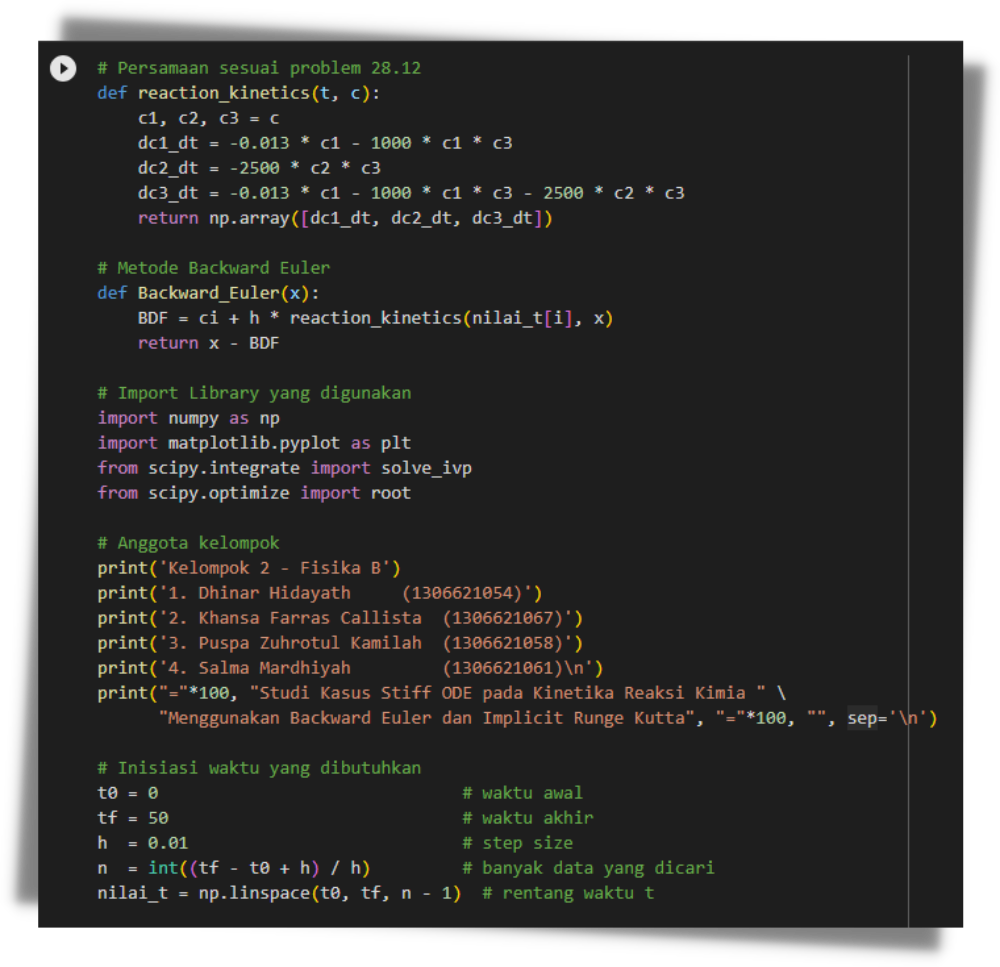 # Persamaan sesuai problem 28.12
def reaction_kinetics(t, c):
    c1, c2, c3 = c
    dc1_dt = -0.013 * c1 - 1000 * c1 * c3
    dc2_dt = -2500 * c2 * c3
    dc3_dt = -0.013 * c1 - 1000 * c1 * c3 - 2500 * c2 * c3
    return np.array([dc1_dt, dc2_dt, dc3_dt])

# Metode Backward Euler
def Backward_Euler(x):
    BDF = ci + h * reaction_kinetics(nilai_t[i], x)
    return x - BDF

# Import Library yang digunakan
import numpy as np
import matplotlib.pyplot as plt
from scipy.integrate import solve_ivp
from scipy.optimize import root

# Anggota kelompok
print('Kelompok 2 - Fisika B')
print('1. Dhinar Hidayath     (1306621054)')
print('2. Khansa Farras Callista  (1306621067)')
print('3. Puspa Zuhrotul Kamilah  (1306621058)')
print('4. Salma Mardhiyah         (1306621061)\n')
print("="*100, "Studi Kasus Stiff ODE pada Kinetika Reaksi Kimia " \
      "Menggunakan Backward Euler dan Implicit Runge Kutta", "="*100, "", sep='\n')

# Inisiasi waktu yang dibutuhkan
t0 = 0                              # waktu awal
tf = 50                             # waktu akhir
h  = 0.01                           # step size
n  = int((tf - t0 + h) / h)         # banyak data yang dicari
nilai_t = np.linspace(t0, tf, n - 1)  # rentang waktu t